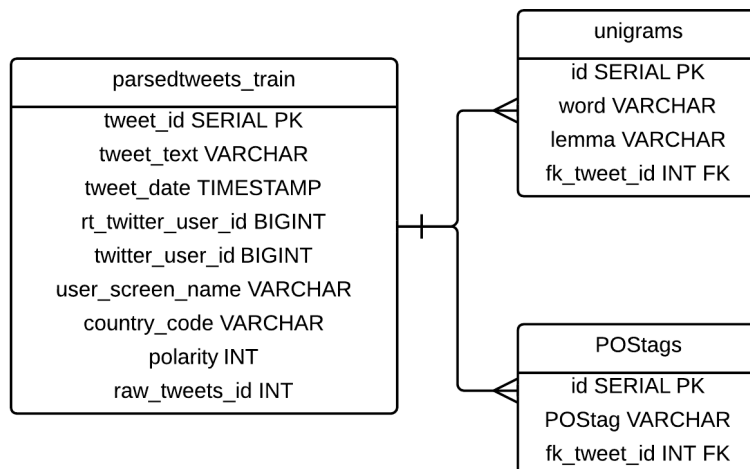 parsedtweets_train
tweet_id SERIAL PK
tweet_text VARCHAR
tweet_date TIMESTAMP
rt_twitter_user_id BIGINT
twitter_user_id BIGINT
user_screen_name VARCHAR
country_code VARCHAR
polarity INT
raw_tweets_id INT
unigrams
id SERIAL PK
word VARCHAR
lemma VARCHAR
fk_tweet_id INT FK
POStags
id SERIAL PK
POStag VARCHAR
fk_tweet_id INT FK